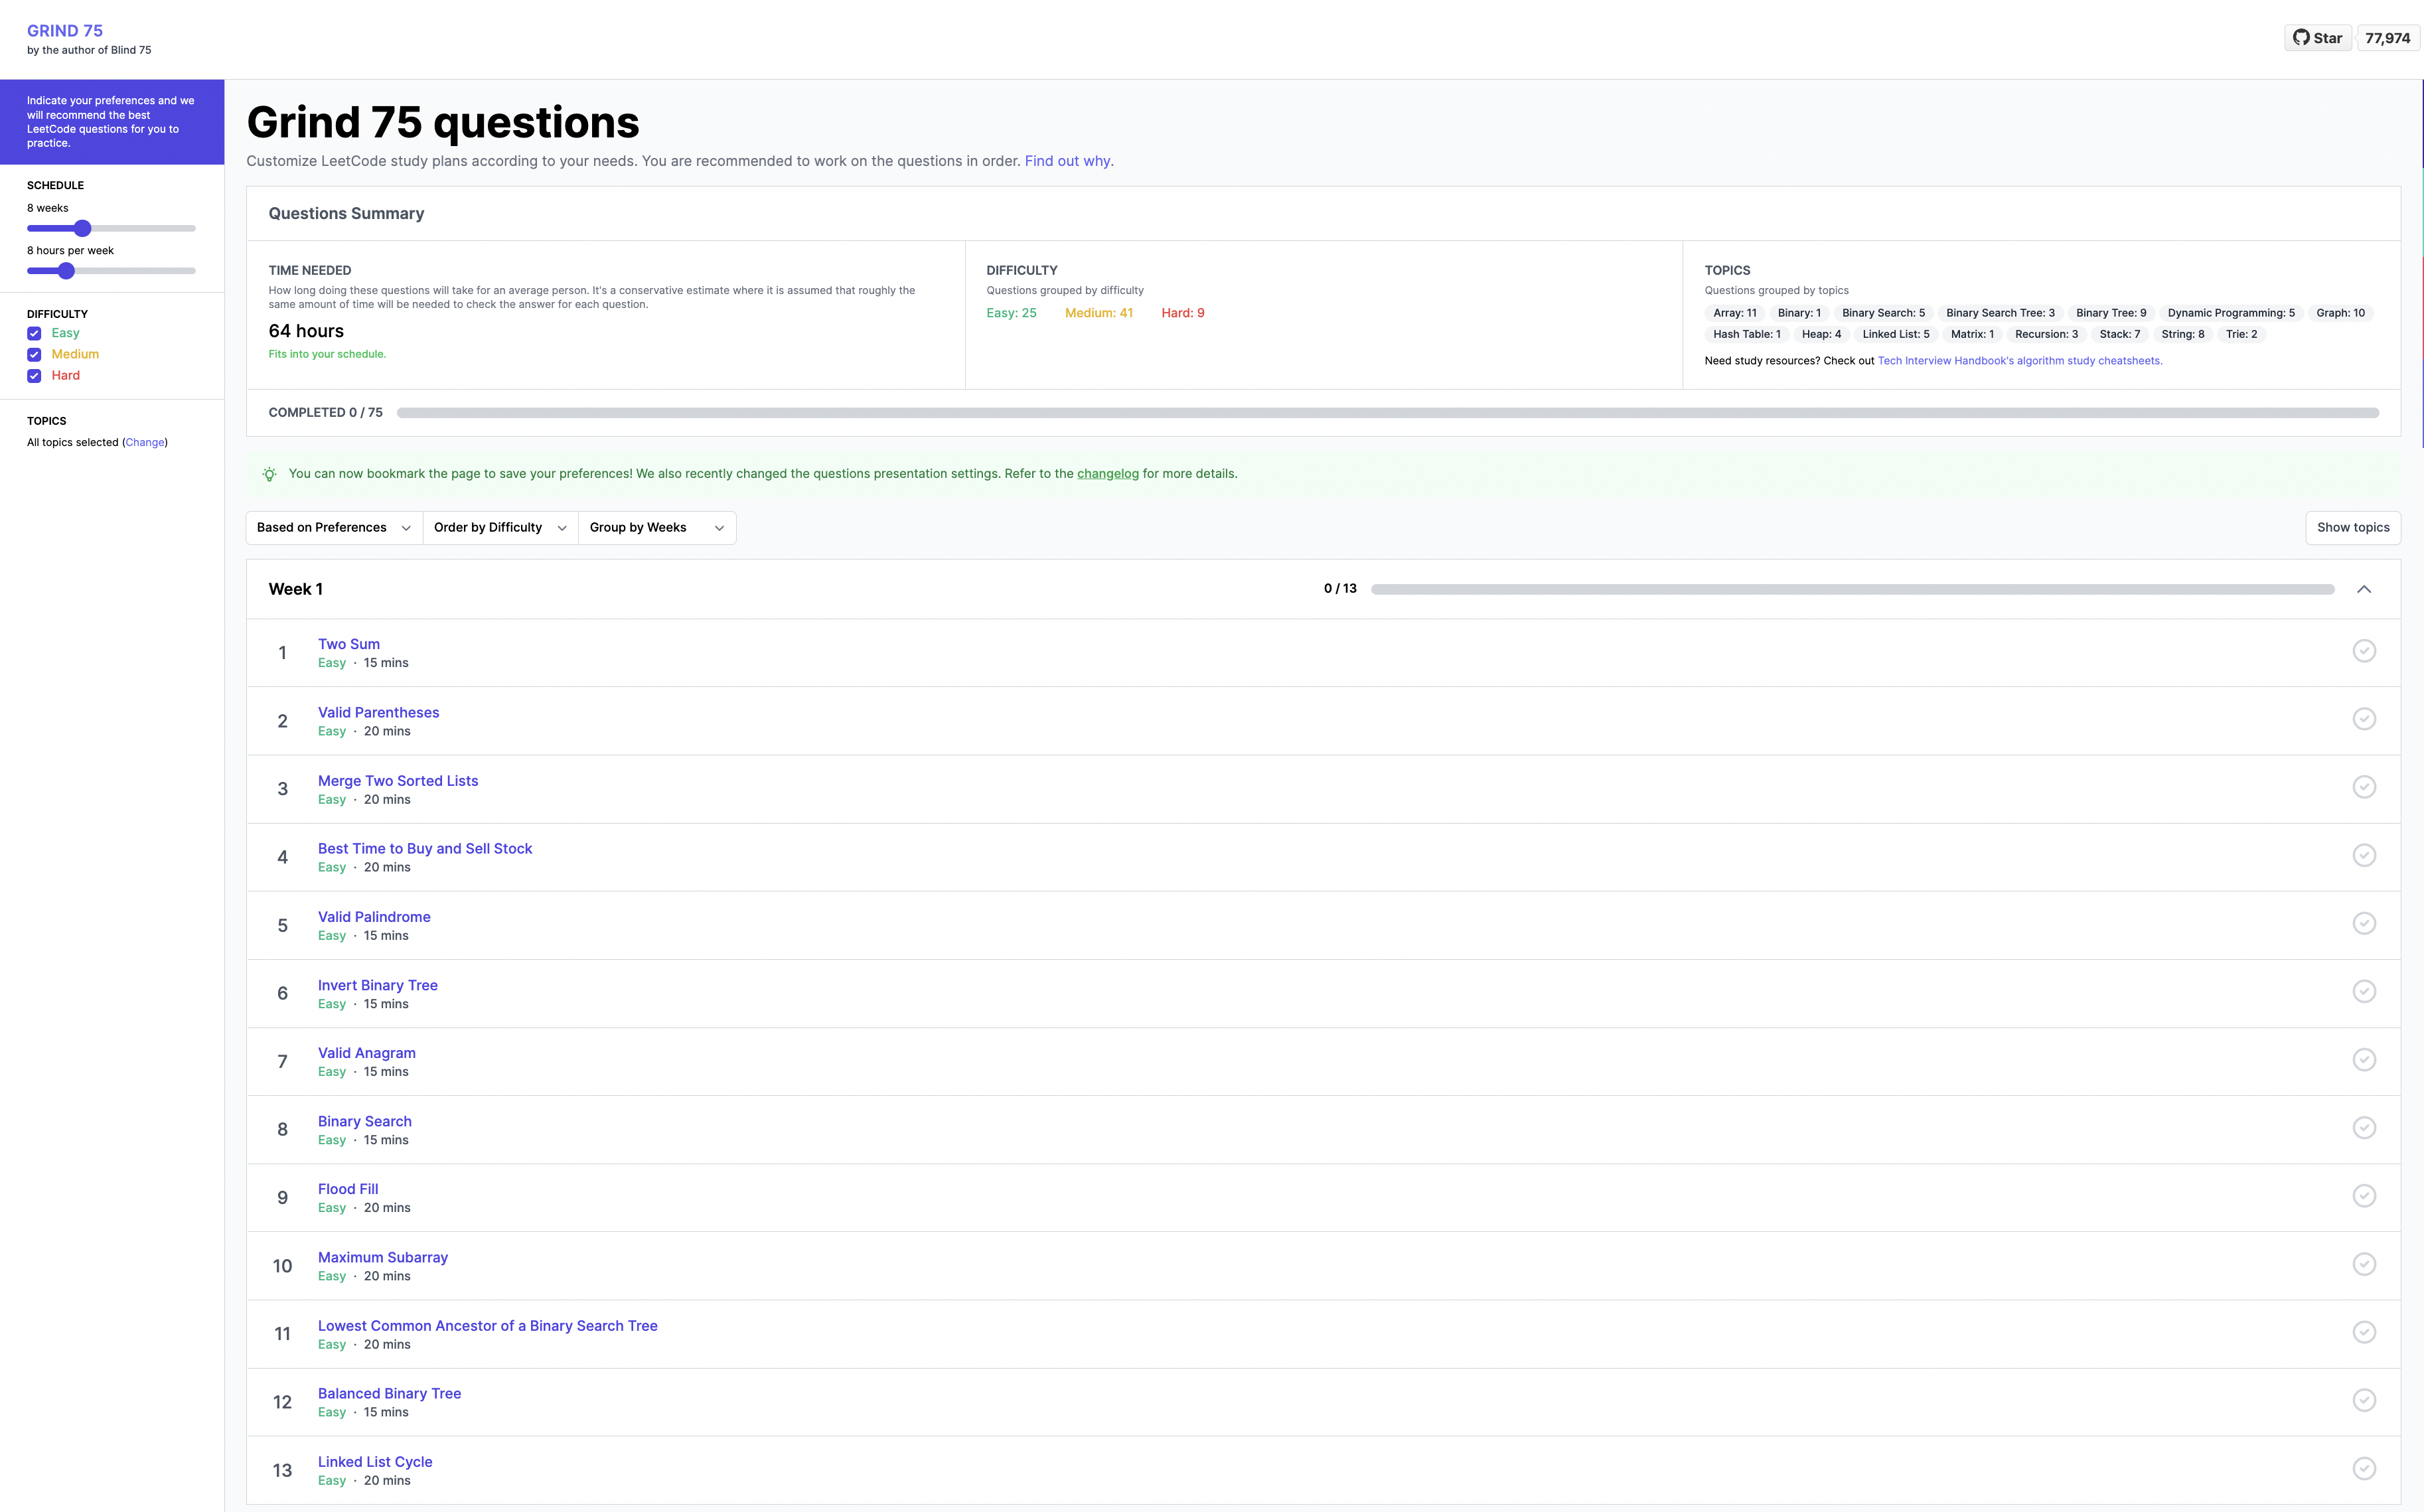 GRIND 75
by the author of Blind 75
Star
77,974
Indicate your preferences and we
will recommend the best
LeetCode questions for you to
practice.
SCHEDULE
8 weeks
8 hours per week
DIFFICULTY
Easy
Medium
Hard
TOPICS
All topics selected (Change)
Grind 75 questions
Customize LeetCode study plans according to your needs. You are recommended to work on the questions in order. Find out why.
Questions Summary
TIME NEEDED
How long doing these questions will take for an average person. It's a conservative estimate where it is assumed that roughly the
same amount of time will be needed to check the answer for each question.
64 hours
Fits into your schedule.
DIFFICULTY
Questions grouped by difficulty
Easy: 25 Medium: 41 Hard: 9
TOPICS
Questions grouped by topics
Array: 11 Binary: 1 Binary Search: 5 Binary Search Tree: 3 Binary Tree: 9 Dynamic Programming: 5 Graph: 10
Hash Table: 1 Heap: 4 Linked List: 5 Matrix: 1 Recursion: 3 Stack: 7 String: 8 Trie: 2
Need study resources? Check out Tech Interview Handbook's algorithm study cheatsheets.
COMPLETED 0 / 75
You can now bookmark the page to save your preferences! We also recently changed the questions presentation settings. Refer to the changelog for more details.
Based on Preferences Order by Difficulty Group by Weeks
Show topics
Week 1
0 / 13
1
Two Sum
Easy · 15 mins
2
Valid Parentheses
Easy · 20 mins
3
Merge Two Sorted Lists
Easy · 20 mins
4
Best Time to Buy and Sell Stock
Easy · 20 mins
5
Valid Palindrome
Easy · 15 mins
6
Invert Binary Tree
Easy · 15 mins
7
Valid Anagram
Easy · 15 mins
8
Binary Search
Easy · 15 mins
9
Flood Fill
Easy · 20 mins
10
Maximum Subarray
Easy · 20 mins
11
Lowest Common Ancestor of a Binary Search Tree
Easy · 20 mins
12
Balanced Binary Tree
Easy · 15 mins
13
Linked List Cycle
Easy · 20 mins